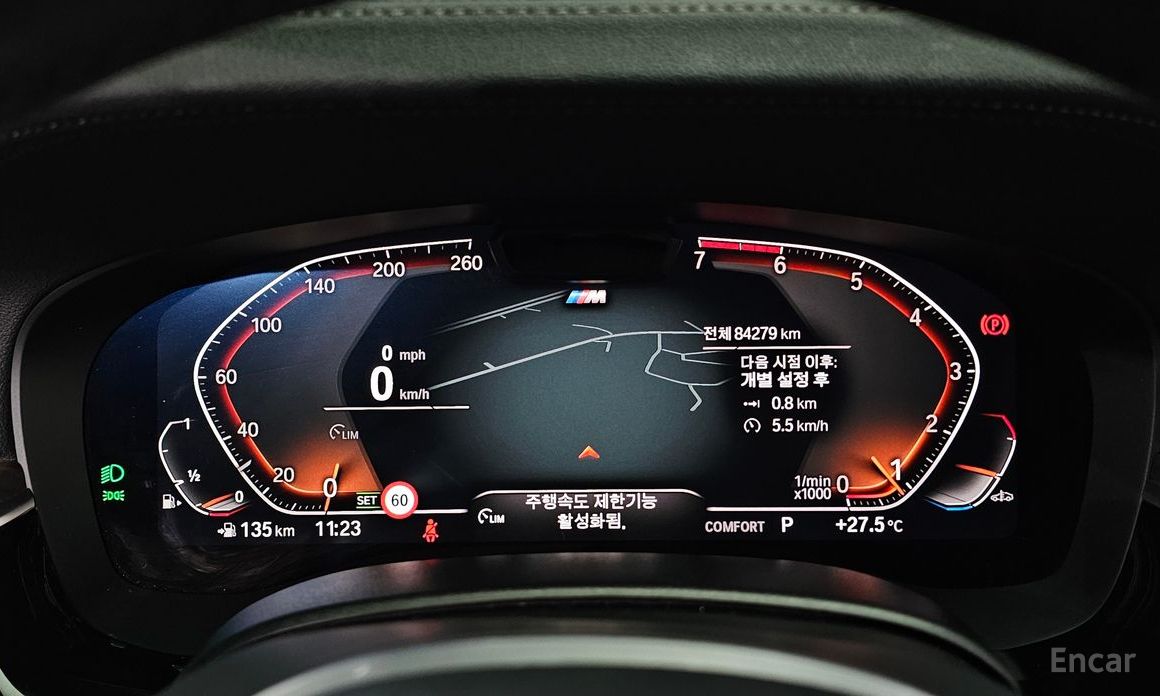 260
200
140
100
60
40
20
0
7
6
5
4
3
2
1
0
1/min
x1000
M
0 mph
0 km/h
LIM
전체 84279 km
다음 시점 이후:
개별 설정 후
0.8 km
5.5 km/h
P
1
½
0
SET
60
LIM
주행속도 제한기능
활성화됨.
135 km
11:23
COMFORT P
+27.5 °C
Encar